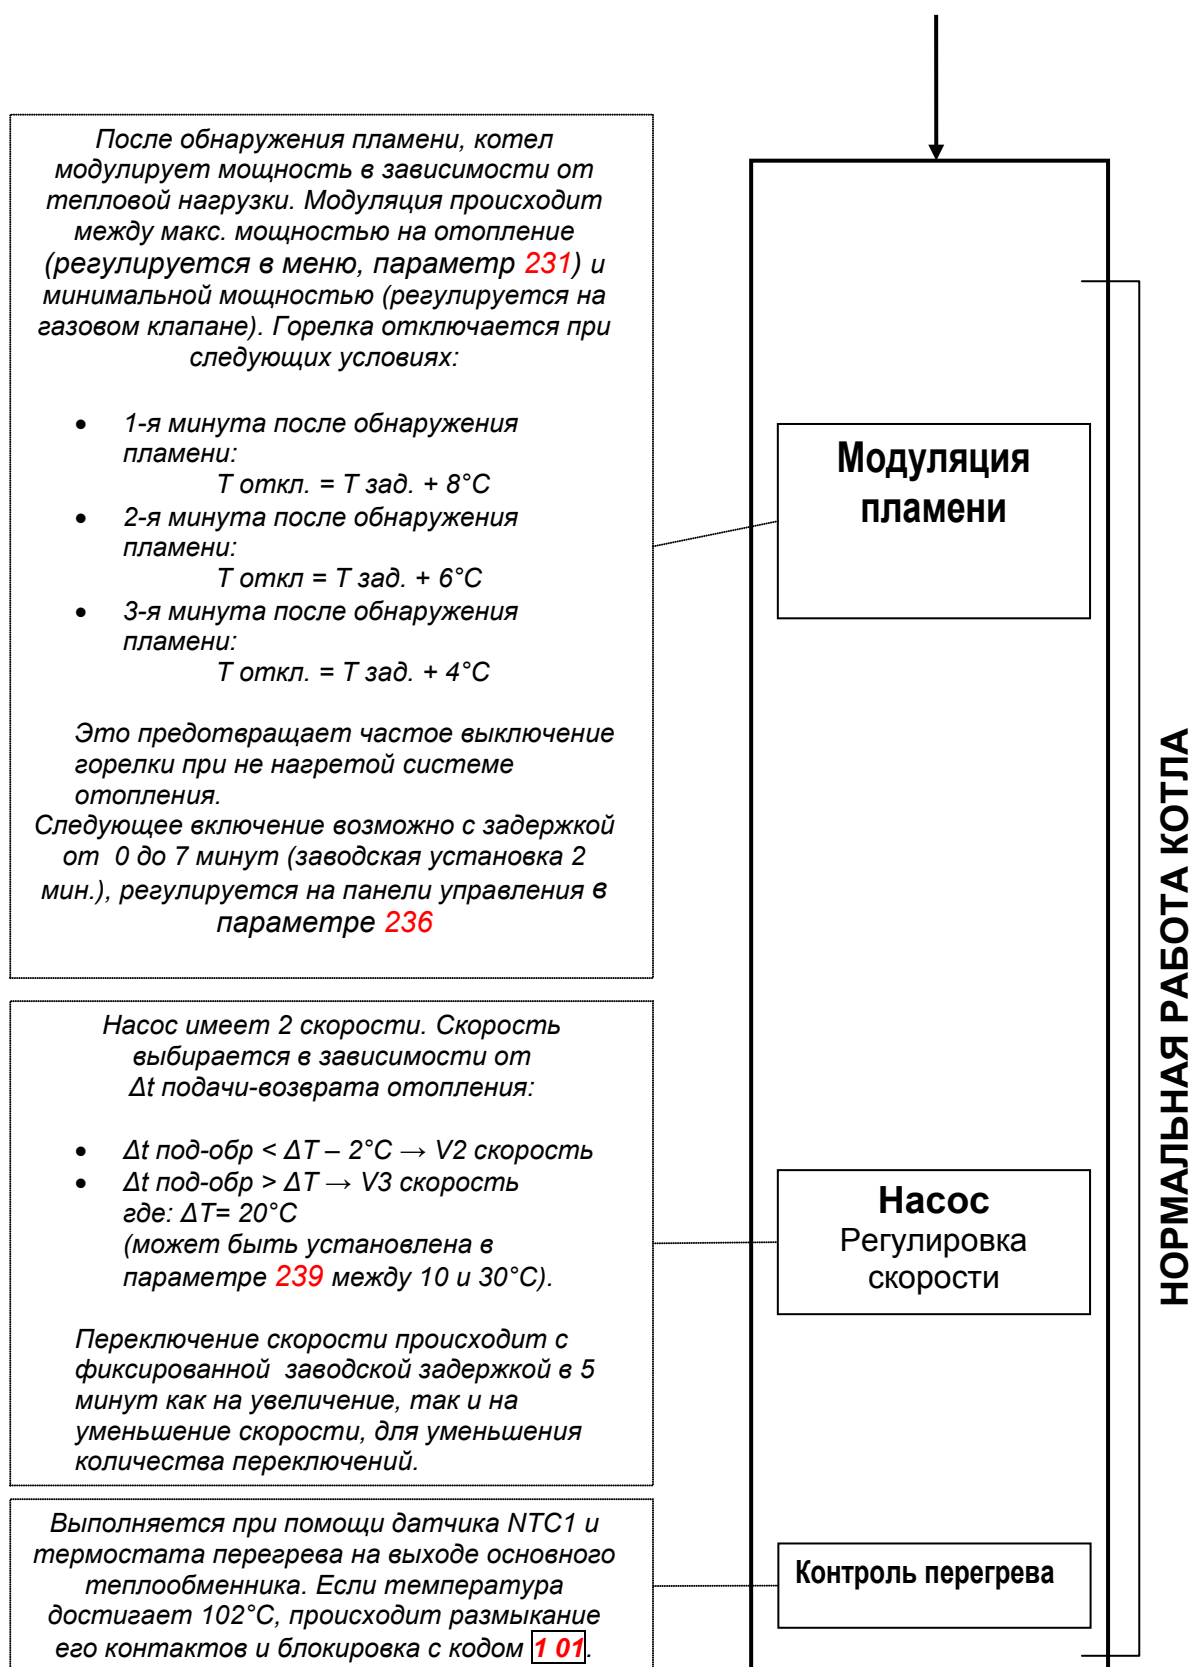 После обнаружения пламени, котел
модулирует мощность в зависимости от
тепловой нагрузки. Модуляция происходит
между макс. мощностью на отопление
(регулируется в меню, параметр 231) и
минимальной мощностью (регулируется на
газовом клапане). Горелка отключается при
следующих условиях:
• 1-я минута после обнаружения
пламени:
Т откл. = Т зад. + 8°С
• 2-я минута после обнаружения
пламени:
Т откл = Т зад. + 6°С
• 3-я минута после обнаружения
пламени:
Т откл. = Т зад. + 4°С
Это предотвращает частое выключение
горелки при не нагретой системе
отопления.
Следующее включение возможно с задержкой
от 0 до 7 минут (заводская установка 2
мин.), регулируется на панели управления в
параметре 236
Модуляция
пламени
Насос имеет 2 скорости. Скорость
выбирается в зависимости от
Δt подачи-возврата отопления:
• Δt под-обр < ΔT – 2°C → V2 скорость
• Δt под-обр > ΔT → V3 скорость
где: ΔT= 20°C
(может быть установлена в
параметре 239 между 10 и 30°C).
Переключение скорости происходит с
фиксированной заводской задержкой в 5
минут как на увеличение, так и на
уменьшение скорости, для уменьшения
количества переключений.
Насос
Регулировка
скорости
Выполняется при помощи датчика NTC1 и
термостата перегрева на выходе основного
теплообменника. Если температура
достигает 102°C, происходит размыкание
его контактов и блокировка с кодом 1 01.
Контроль перегрева
НОРМАЛЬНАЯ РАБОТА КОТЛА